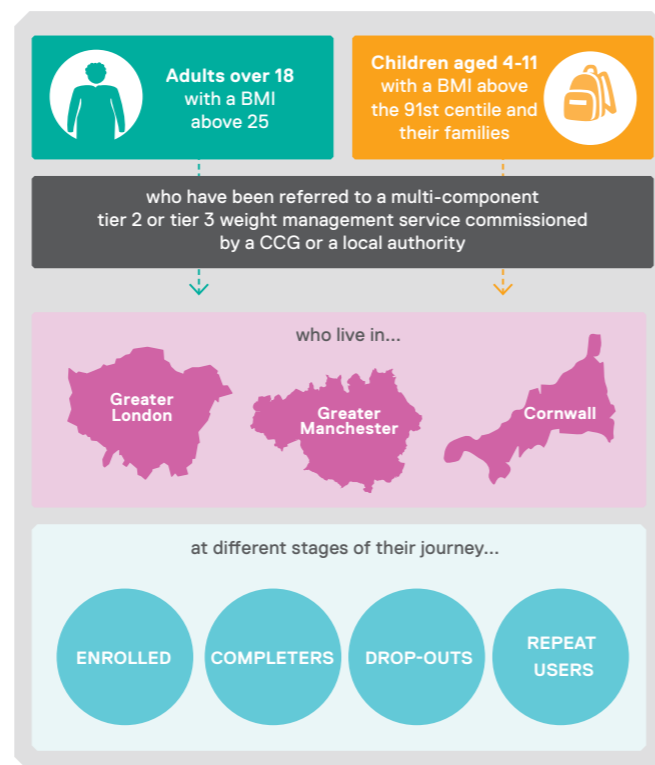 Adults over 18
with a BMI
above 25
Children aged 4-11
with a BMI above
the 91st centile and
their families
who have been referred to a multi-component
tier 2 or tier 3 weight management service commissioned
by a CCG or a local authority
who live in...
Greater
London
Greater
Manchester
Cornwall
at different stages of their journey...
ENROLLED
COMPLETERS
DROP-OUTS
REPEAT
USERS